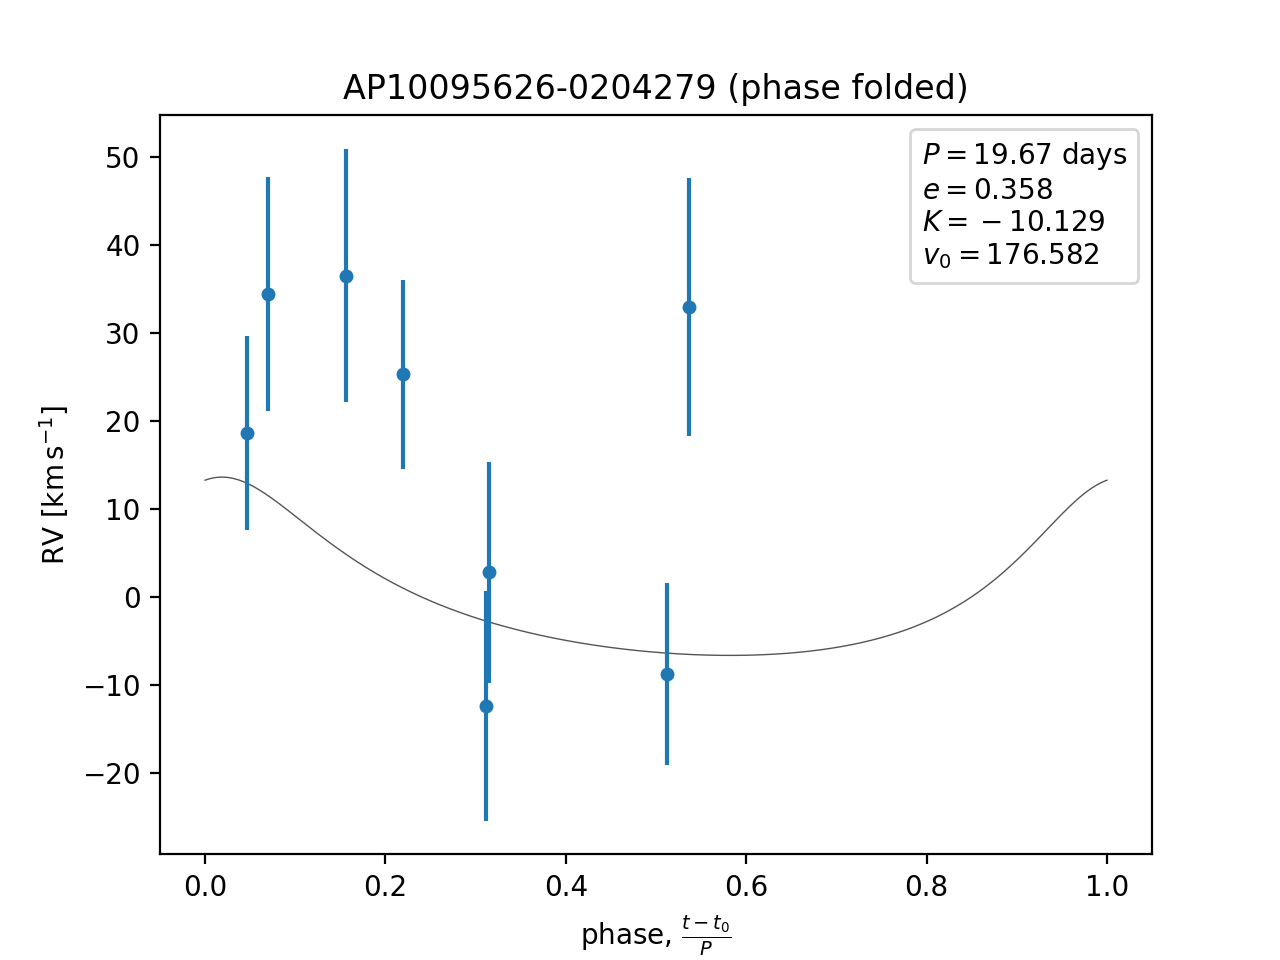 AP10095626-0204279 (phase folded)
P = 19.67 days
e = 0.358
K = −10.129
v₀ = 176.582
50
40
30
20
10
0
−10
−20
RV [km s⁻¹]
0.0 0.2 0.4 0.6 0.8 1.0
phase, (t − t₀)/P